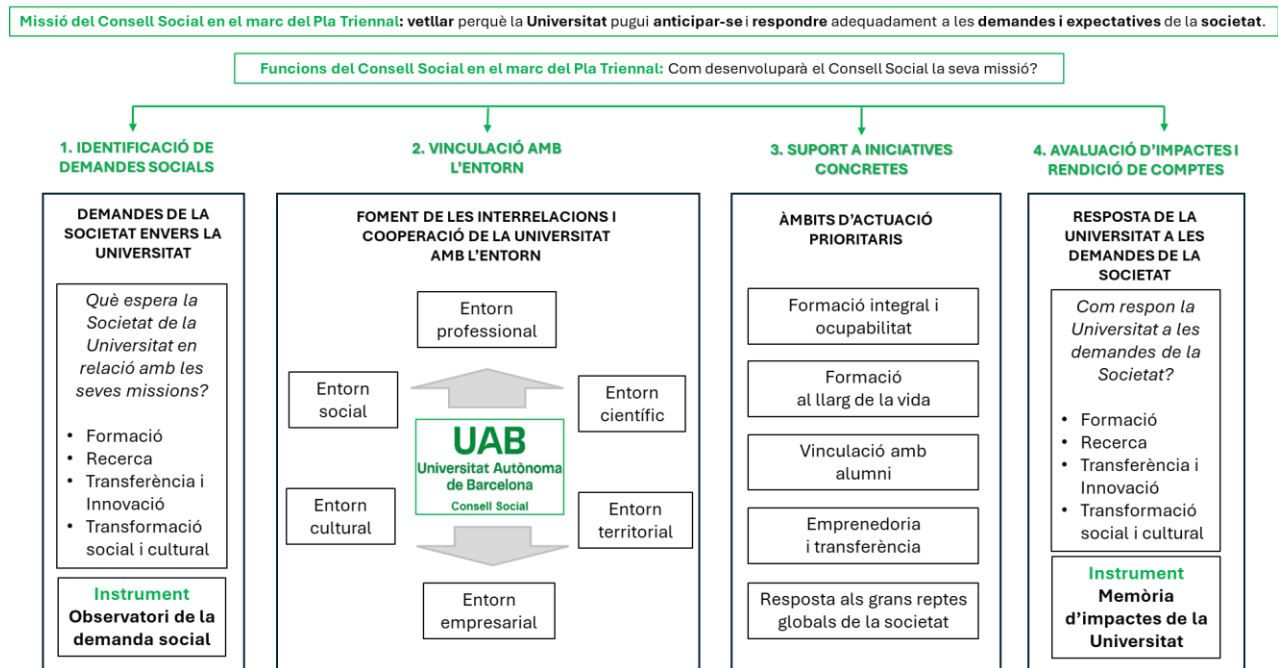 Missió del Consell Social en el marc del Pla Triennal: vetllar perquè la Universitat pugui anticipar-se i respondre adequadament a les demandes i expectatives de la societat.
Funcions del Consell Social en el marc del Pla Triennal: Com desenvoluparà el Consell Social la seva missió?
1. IDENTIFICACIÓ DE
DEMANDES SOCIALS
DEMANDES DE LA
SOCIETAT ENVERS LA
UNIVERSITAT
Què espera la
Societat de la
Universitat en
relació amb les
seves missions?
• Formació
• Recerca
• Transferència i
Innovació
• Transformació
social i cultural
Instrument
Observatori de la
demanda social
2. VINCULACIÓ AMB
L'ENTORN
FOMENT DE LES INTERRELACIONS I
COOPERACIÓ DE LA UNIVERSITAT
AMB L'ENTORN
Entorn
professional
Entorn
social
Entorn
científic
UAB
Universitat Autònoma
de Barcelona
Consell Social
Entorn
cultural
Entorn
territorial
Entorn
empresarial
3. SUPORT A INICIATIVES
CONCRETES
ÀMBITS D'ACTUACIÓ
PRIORITARIS
Formació integral i
ocupabilitat
Formació
al llarg de la vida
Vinculació amb
alumni
Emprenedoria
i transferència
Resposta als grans reptes
globals de la societat
4. AVALUACIÓ D'IMPACTES I
RENDICIÓ DE COMPTES
RESPOSTA DE LA
UNIVERSITAT A LES
DEMANDES DE LA
SOCIETAT
Com respon la
Universitat a les
demandes de la
Societat?
• Formació
• Recerca
• Transferència i
Innovació
• Transformació
social i cultural
Instrument
Memòria
d'impactes de la
Universitat